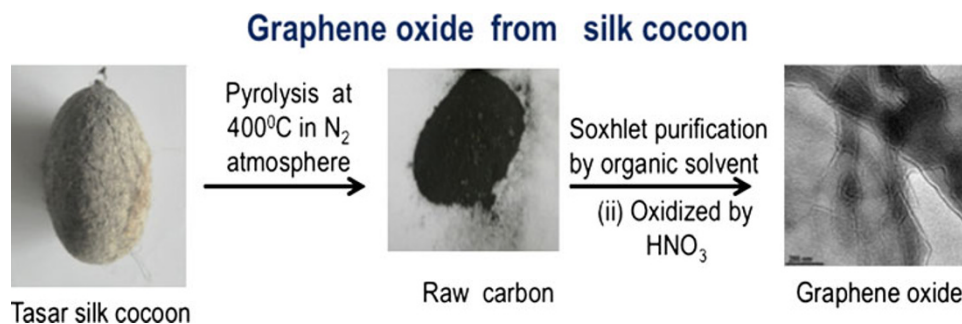 Graphene oxide from silk cocoon
Pyrolysis at
400⁰C in N₂
atmosphere
Soxhlet purification
by organic solvent
(ii) Oxidized by
HNO₃
Tasar silk cocoon
Raw carbon
Graphene oxide